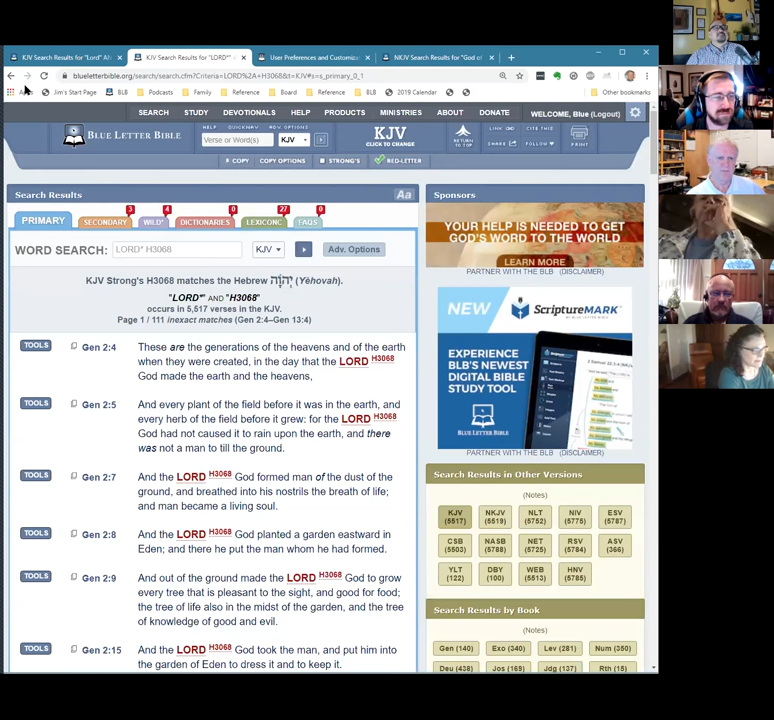 KJV Search Results for "Lord" AN
KJV Search Results for "LORD*" A
User Preferences and Customiza
NKJV Search Results for "God of
blueletterbible.org/search/search.cfm?Criteria=LORD%2A+H3068&t=KJV#s=s_primary_0_1
Jim's Start Page
BLB
Podcasts
Family
Reference
Board
Reference
BLB
2019 Calendar
Other bookmarks
SEARCH STUDY DEVOTIONALS HELP PRODUCTS MINISTRIES ABOUT DONATE WELCOME, Blue (Logout)
BLUE LETTER BIBLE
HELP QUICKNAV ADV. OPTIONS
Verse or Word(s) KJV
KJV
CLICK TO CHANGE
RETURN
TO TOP
LINK CITE THIS
SHARE FOLLOW
PRINT
COPY COPY OPTIONS STRONG'S RED-LETTER
Search Results
Aa
PRIMARY
SECONDARY 3
WILD* 4
DICTIONARIES 0
LEXICONC 27
FAQS 0
WORD SEARCH: LORD* H3068 KJV Adv. Options
KJV Strong's H3068 matches the Hebrew יְהֹוָה (Yĕhovah).
"LORD*" AND "H3068"
occurs in 5,517 verses in the KJV.
Page 1 / 111 /exact matches (Gen 2:4–Gen 13:4)
TOOLS Gen 2:4 These are the generations of the heavens and of the earth
when they were created, in the day that the LORD H3068
God made the earth and the heavens,
TOOLS Gen 2:5 And every plant of the field before it was in the earth, and
every herb of the field before it grew: for the LORD H3068
God had not caused it to rain upon the earth, and there
was not a man to till the ground.
TOOLS Gen 2:7 And the LORD H3068 God formed man of the dust of the
ground, and breathed into his nostrils the breath of life;
and man became a living soul.
TOOLS Gen 2:8 And the LORD H3068 God planted a garden eastward in
Eden; and there he put the man whom he had formed.
TOOLS Gen 2:9 And out of the ground made the LORD H3068 God to grow
every tree that is pleasant to the sight, and good for food;
the tree of life also in the midst of the garden, and the tree
of knowledge of good and evil.
TOOLS Gen 2:15 And the LORD H3068 God took the man, and put him into
the garden of Eden to dress it and to keep it.
Sponsors
YOUR HELP IS NEEDED TO GET
GOD'S WORD TO THE WORLD
LEARN MORE
PARTNER WITH THE BLB (DISCLAIMER)
NEW
SCRIPTUREMARK
EXPERIENCE
BLB'S NEWEST
DIGITAL BIBLE
STUDY TOOL
BLUE LETTER
BIBLE
PARTNER WITH THE BLB (DISCLAIMER)
Search Results in Other Versions
(Notes)
KJV (5517) NKJV (5519) NLT (5752) NIV (5775) ESV (5787)
CSB (5503) NASB (5788) NET (5725) RSV (5784) ASV (366)
YLT (122) DBY (100) WEB (5513) HNV (5785)
Search Results by Book
(Notes)
Gen (140) Exo (340) Lev (281) Num (350)
Deu (438) Jos (169) Jdg (137) Rth (15)